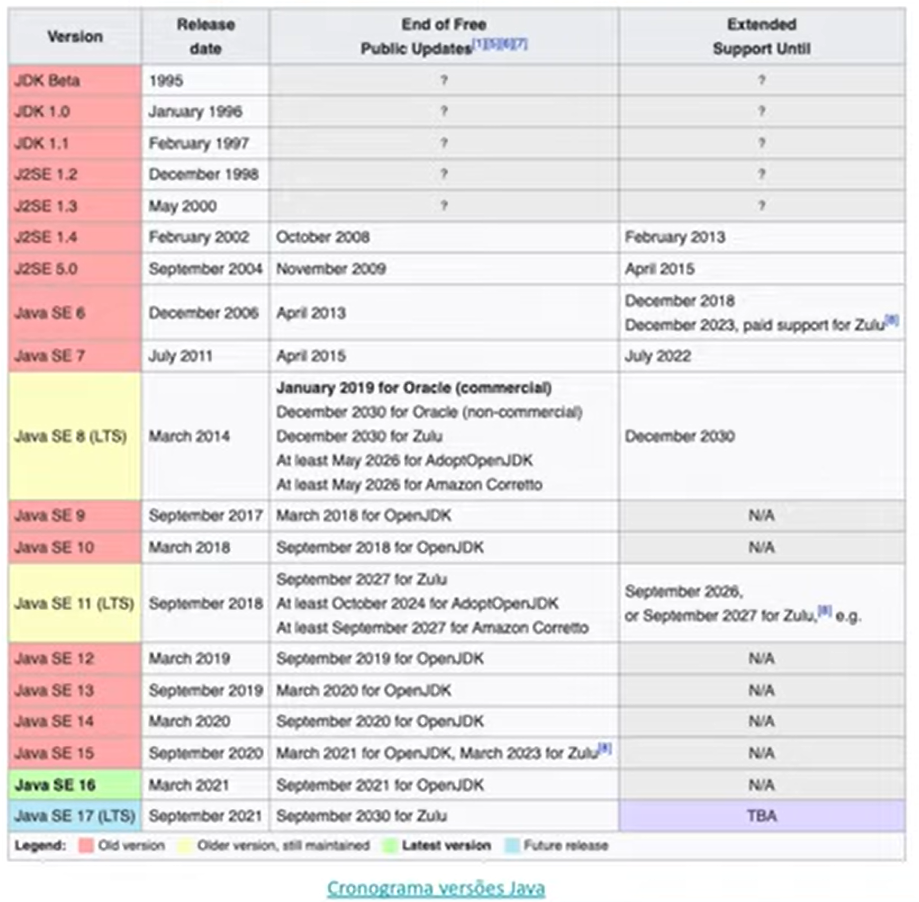 Version Release date End of Free Public Updates[1][5][6][7] Extended Support Until
JDK Beta 1995 ? ?
JDK 1.0 January 1996 ? ?
JDK 1.1 February 1997 ? ?
J2SE 1.2 December 1998 ? ?
J2SE 1.3 May 2000 ? ?
J2SE 1.4 February 2002 October 2008 February 2013
J2SE 5.0 September 2004 November 2009 April 2015
Java SE 6 December 2006 April 2013 December 2018
December 2023, paid support for Zulu[8]
Java SE 7 July 2011 April 2015 July 2022
Java SE 8 (LTS) March 2014 January 2019 for Oracle (commercial)
December 2030 for Oracle (non-commercial)
December 2030 for Zulu
At least May 2026 for AdoptOpenJDK
At least May 2026 for Amazon Corretto
December 2030
Java SE 9 September 2017 March 2018 for OpenJDK N/A
Java SE 10 March 2018 September 2018 for OpenJDK N/A
Java SE 11 (LTS) September 2018 September 2027 for Zulu
At least October 2024 for AdoptOpenJDK
At least September 2027 for Amazon Corretto
September 2026,
or September 2027 for Zulu,[8] e.g.
Java SE 12 March 2019 September 2019 for OpenJDK N/A
Java SE 13 September 2019 March 2020 for OpenJDK N/A
Java SE 14 March 2020 September 2020 for OpenJDK N/A
Java SE 15 September 2020 March 2021 for OpenJDK, March 2023 for Zulu[8] N/A
Java SE 16 March 2021 September 2021 for OpenJDK N/A
Java SE 17 (LTS) September 2021 September 2030 for Zulu TBA
Legend: Old version Older version, still maintained Latest version Future release
Cronograma versões Java